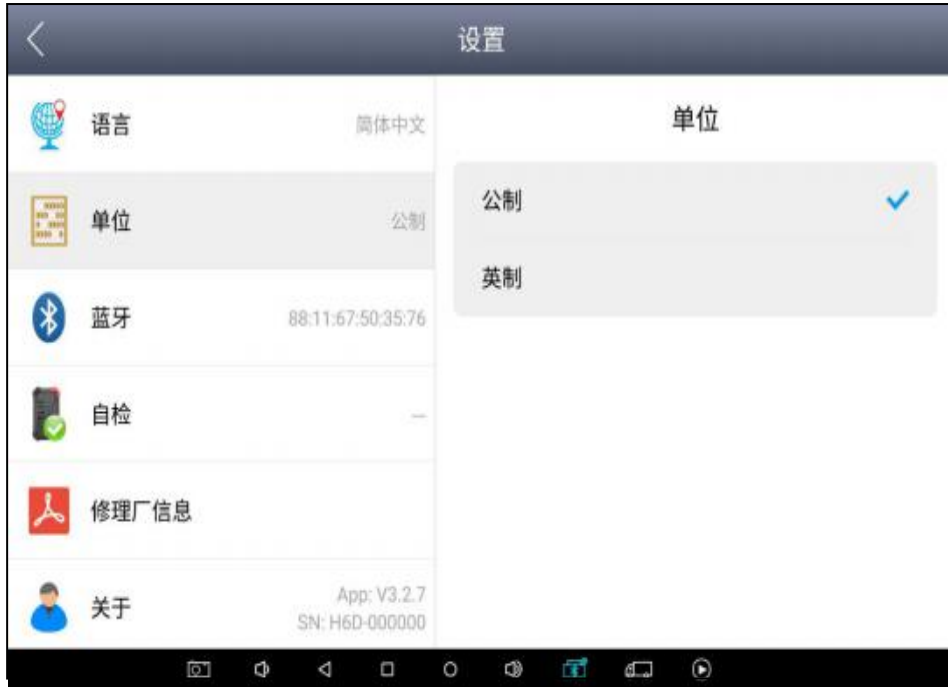 设置
语言
简体中文
单位
公制
蓝牙
88:11:67:50:35:76
自检
—
修理厂信息
关于
App: V3.2.7
SN: H6D-000000
单位
公制
英制